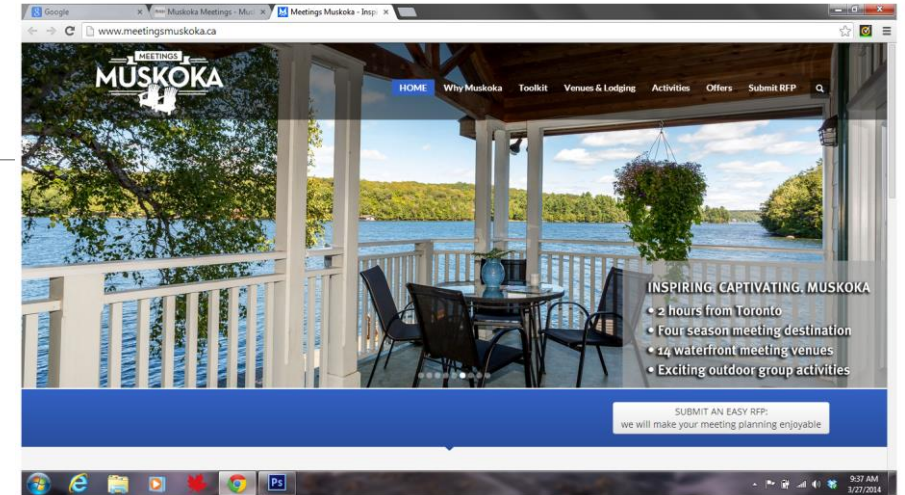 Google
Muskoka Meetings - Mus
Meetings Muskoka - Insp
www.meetingsmuskoka.ca
MEETINGS
MUSKOKA
HOME
Why Muskoka
Toolkit
Venues & Lodging
Activities
Offers
Submit RFP
INSPIRING. CAPTIVATING. MUSKOKA
• 2 hours from Toronto
• Four season meeting destination
• 14 waterfront meeting venues
• Exciting outdoor group activities
SUBMIT AN EASY RFP:
we will make your meeting planning enjoyable
Ps
9:37 AM
3/27/2014